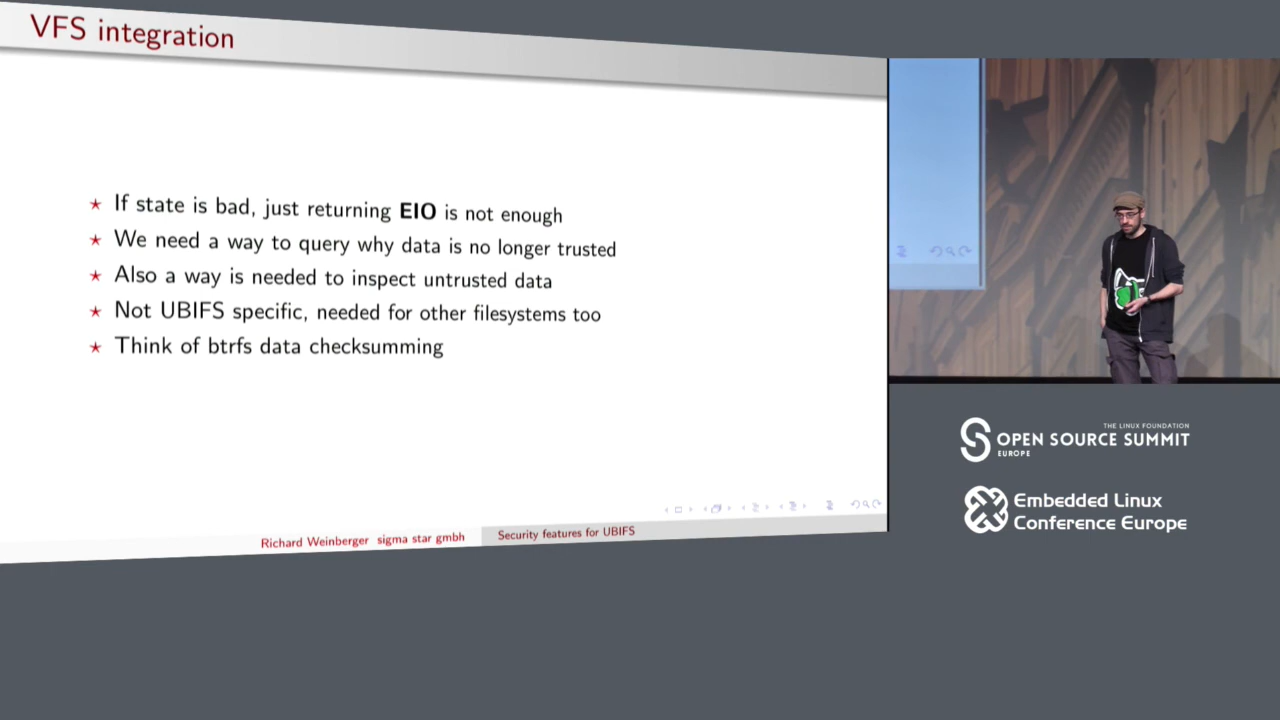 VFS integration
If state is bad, just returning EIO is not enough
We need a way to query why data is no longer trusted
Also a way is needed to inspect untrusted data
Not UBIFS specific, needed for other filesystems too
Think of btrfs data checksumming
Richard Weinberger sigma star gmbh
Security features for UBIFS
THE LINUX FOUNDATION
OPEN SOURCE SUMMIT
EUROPE
Embedded Linux
Conference Europe